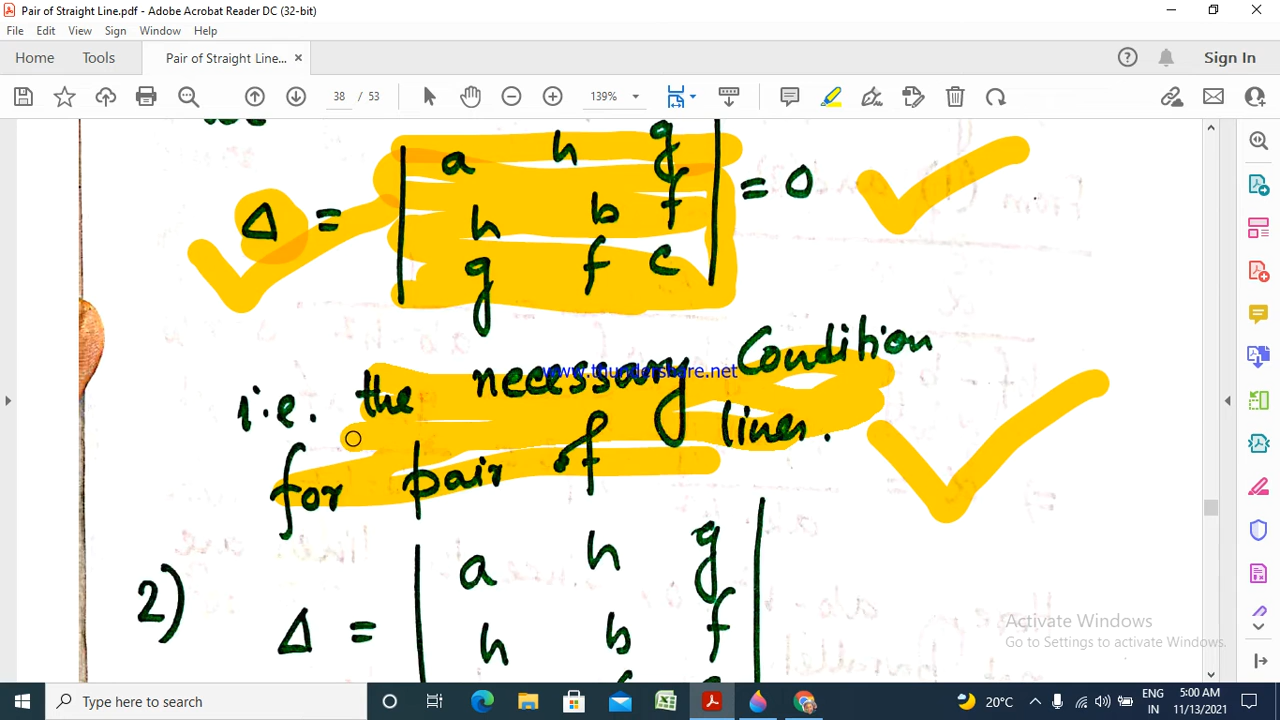 Pair of Straight Line.pdf - Adobe Acrobat Reader DC (32-bit)
File Edit View Sign Window Help
Home Tools Pair of Straight Line... × Sign In
38 / 53 139%
a h g
Δ = h b f = 0
g f c
i.e. the necessary Condition
www.thundershare.net
for pair of lines.
a h g
2) Δ = h b f
Activate Windows
Go to Settings to activate Windows.
Type here to search 20°C ENG 5:00 AM
IN 11/13/2021